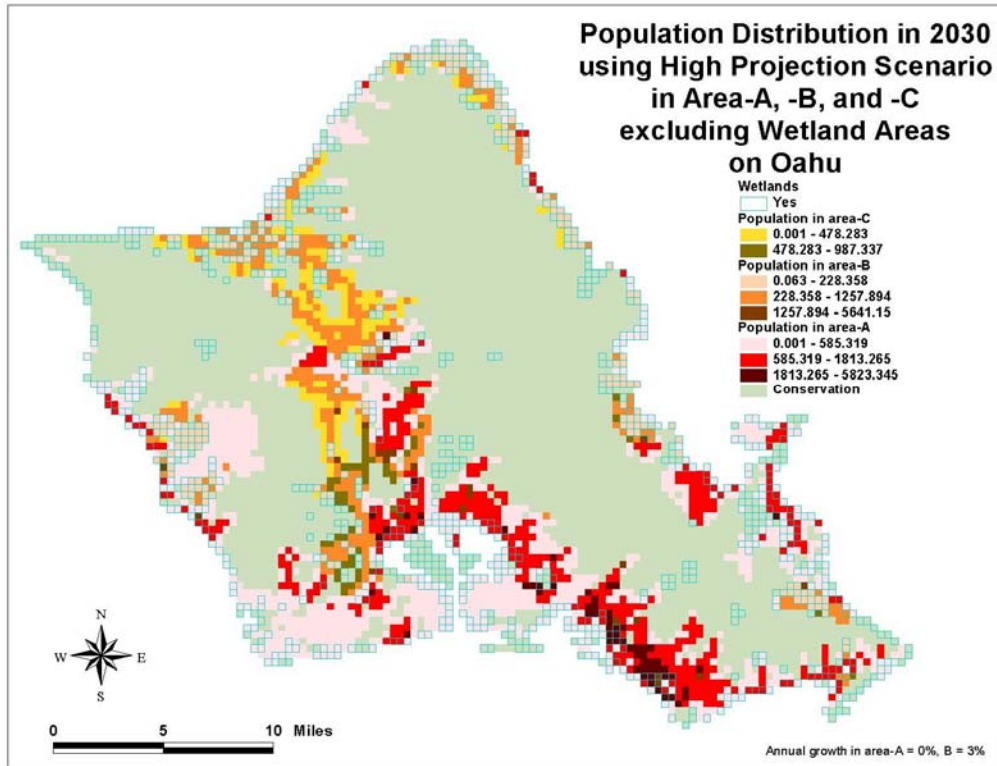 Population Distribution in 2030
using High Projection Scenario
in Area-A, -B, and -C
excluding Wetland Areas
on Oahu
Wetlands
Yes
Population in area-C
0.001 - 478.283
478.283 - 987.337
Population in area-B
0.063 - 228.358
228.358 - 1257.894
1257.894 - 5641.15
Population in area-A
0.001 - 585.319
585.319 - 1813.265
1813.265 - 5823.345
Conservation
N
W E
S
0 5 10 Miles
Annual growth in area-A = 0%, B = 3%